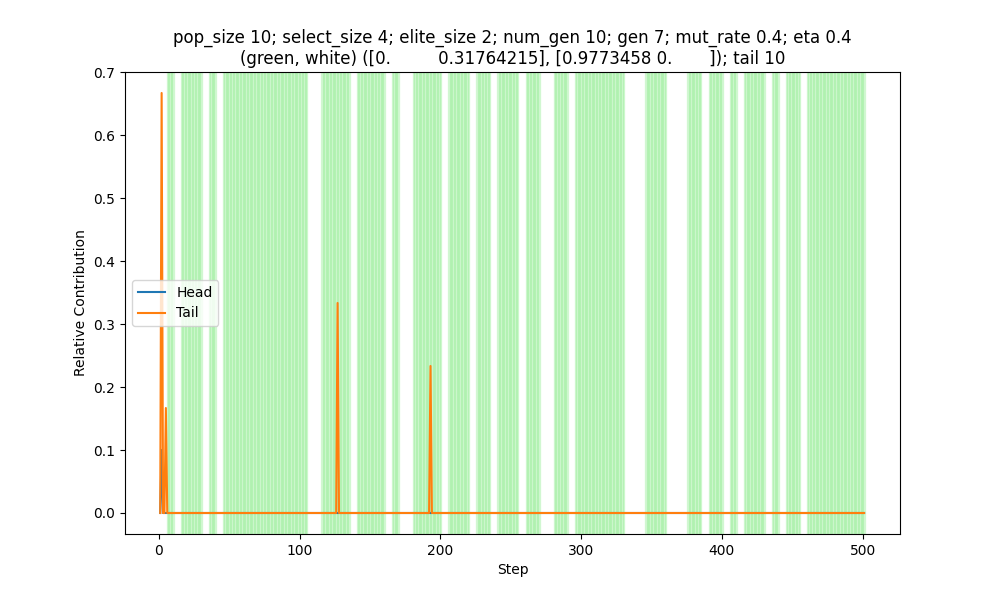 pop_size 10; select_size 4; elite_size 2; num_gen 10; gen 7; mut_rate 0.4; eta 0.4
(green, white) ([0.         0.31764215], [0.9773458 0.       ]); tail 10
0.7
0.6
0.5
0.4
0.3
0.2
0.1
0.0
Relative Contribution
Head
Tail
0
100
200
300
400
500
Step